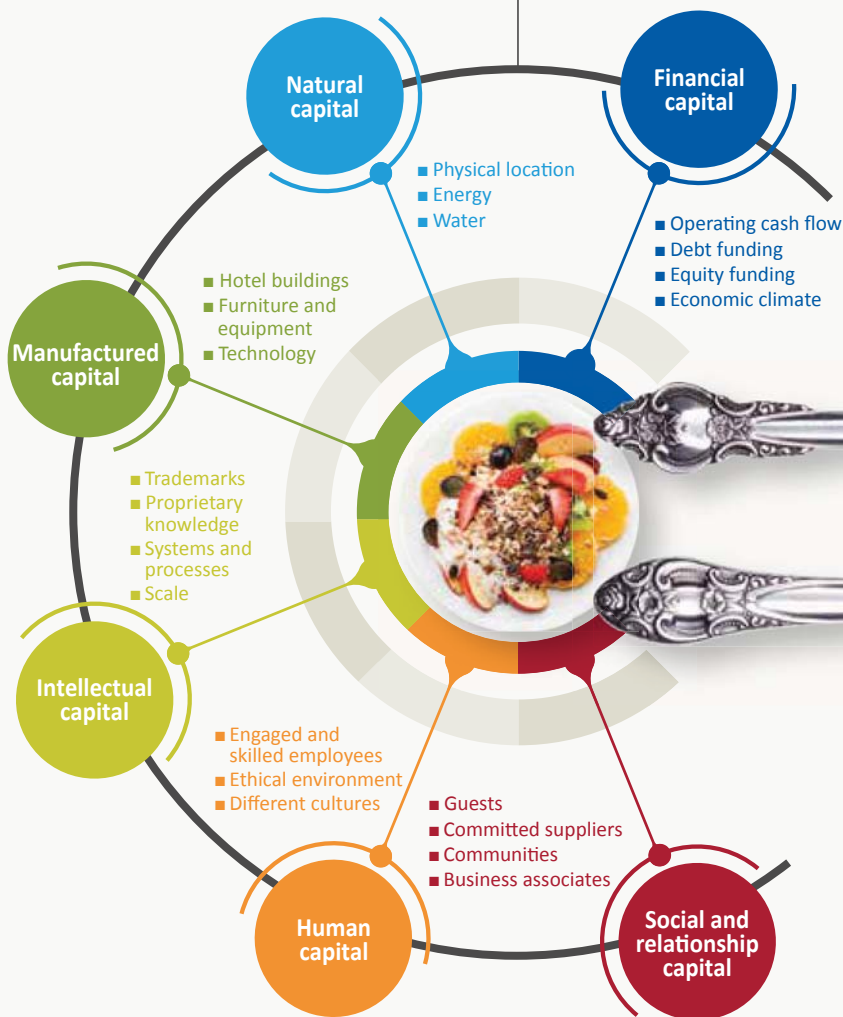 Natural
capital
■ Physical location
■ Energy
■ Water
Financial
capital
■ Operating cash flow
■ Debt funding
■ Equity funding
■ Economic climate
Manufactured
capital
■ Hotel buildings
■ Furniture and
equipment
■ Technology
■ Trademarks
■ Proprietary
knowledge
■ Systems and
processes
■ Scale
Intellectual
capital
■ Engaged and
skilled employees
■ Ethical environment
■ Different cultures
Human
capital
■ Guests
■ Committed suppliers
■ Communities
■ Business associates
Social and
relationship
capital